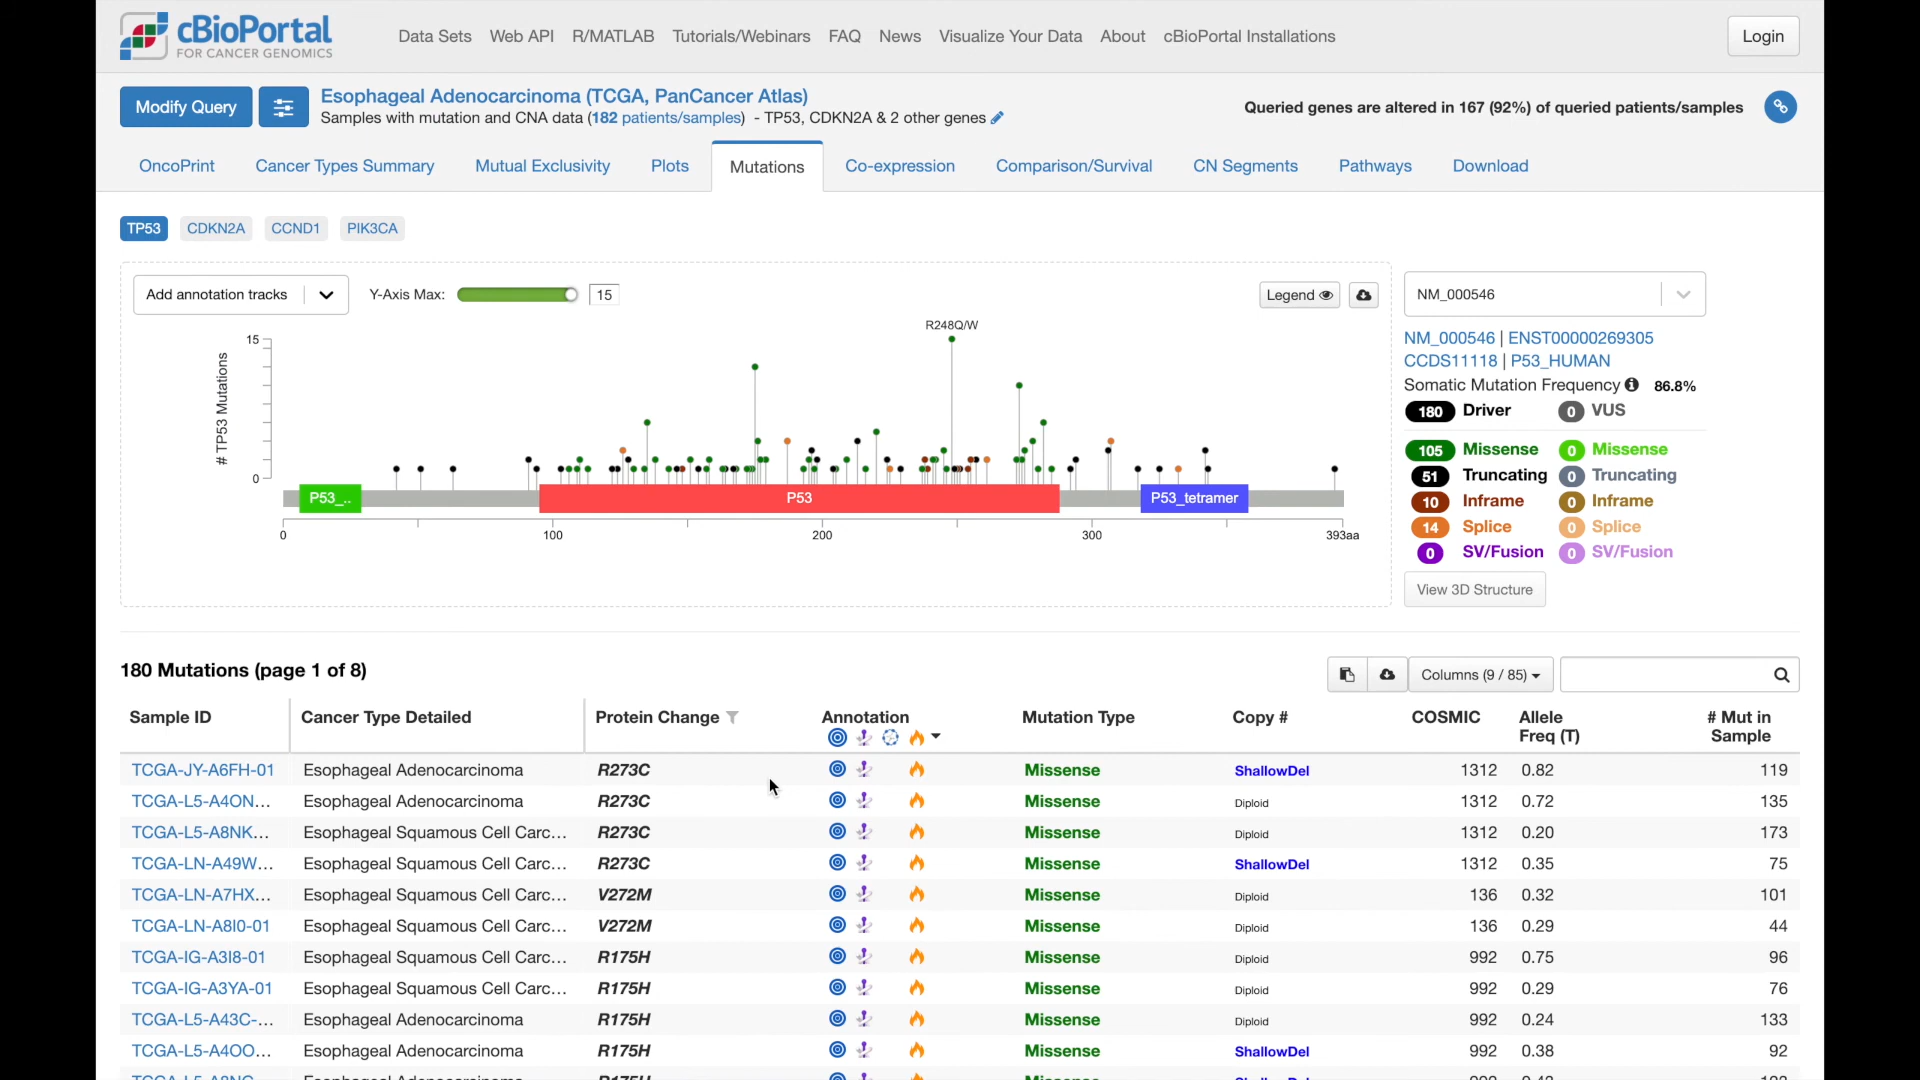 cBioPortal
FOR CANCER GENOMICS
Data Sets Web API R/MATLAB Tutorials/Webinars FAQ News Visualize Your Data About cBioPortal Installations
Login
Modify Query
Esophageal Adenocarcinoma (TCGA, PanCancer Atlas)
Samples with mutation and CNA data (182 patients/samples) - TP53, CDKN2A & 2 other genes
Queried genes are altered in 167 (92%) of queried patients/samples
OncoPrint Cancer Types Summary Mutual Exclusivity Plots Mutations Co-expression Comparison/Survival CN Segments Pathways Download
TP53 CDKN2A CCND1 PIK3CA
Add annotation tracks
Y-Axis Max: 15
Legend
R248Q/W
15
# TP53 Mutations
0
P53_.. P53 P53_tetramer
0 100 200 300 393aa
NM_000546
NM_000546 | ENST00000269305
CCDS11118 | P53_HUMAN
Somatic Mutation Frequency 86.8%
180 Driver 0 VUS
105 Missense 0 Missense
51 Truncating 0 Truncating
10 Inframe 0 Inframe
14 Splice 0 Splice
0 SV/Fusion 0 SV/Fusion
View 3D Structure
180 Mutations (page 1 of 8)
Columns (9 / 85)
Sample ID Cancer Type Detailed Protein Change Annotation Mutation Type Copy # COSMIC Allele Freq (T) # Mut in Sample
TCGA-JY-A6FH-01 Esophageal Adenocarcinoma R273C Missense ShallowDel 1312 0.82 119
TCGA-L5-A4ON... Esophageal Adenocarcinoma R273C Missense Diploid 1312 0.72 135
TCGA-L5-A8NK... Esophageal Squamous Cell Carc... R273C Missense Diploid 1312 0.20 173
TCGA-LN-A49W... Esophageal Squamous Cell Carc... R273C Missense ShallowDel 1312 0.35 75
TCGA-LN-A7HX... Esophageal Squamous Cell Carc... V272M Missense Diploid 136 0.32 101
TCGA-LN-A8I0-01 Esophageal Squamous Cell Carc... V272M Missense Diploid 136 0.29 44
TCGA-IG-A3I8-01 Esophageal Squamous Cell Carc... R175H Missense Diploid 992 0.75 96
TCGA-IG-A3YA-01 Esophageal Squamous Cell Carc... R175H Missense Diploid 992 0.29 76
TCGA-L5-A43C-... Esophageal Adenocarcinoma R175H Missense Diploid 992 0.24 133
TCGA-L5-A4OO... Esophageal Adenocarcinoma R175H Missense ShallowDel 992 0.38 92